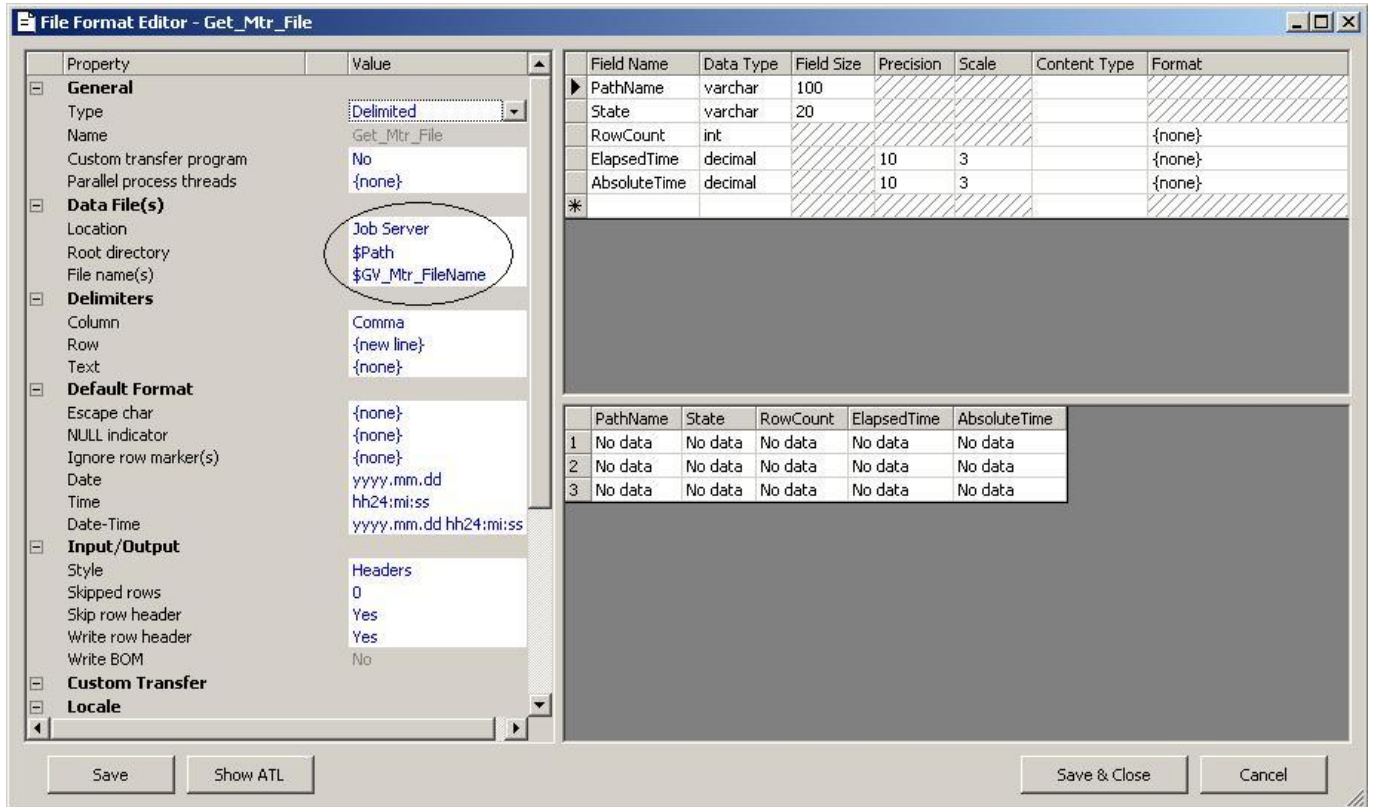 File Format Editor - Get_Mtr_File
Property Value
General
Type Delimited
Name Get_Mtr_File
Custom transfer program No
Parallel process threads {none}
Data File(s)
Location Job Server
Root directory $Path
File name(s) $GV_Mtr_FileName
Delimiters
Column Comma
Row {new line}
Text {none}
Default Format
Escape char {none}
NULL indicator {none}
Ignore row marker(s) {none}
Date yyyy.mm.dd
Time hh24:mi:ss
Date-Time yyyy.mm.dd hh24:mi:ss
Input/Output
Style Headers
Skipped rows 0
Skip row header Yes
Write row header Yes
Write BOM No
Custom Transfer
Locale
Field Name Data Type Field Size Precision Scale Content Type Format
PathName varchar 100
State varchar 20
RowCount int {none}
ElapsedTime decimal 10 3 {none}
AbsoluteTime decimal 10 3 {none}
PathName State RowCount ElapsedTime AbsoluteTime
1 No data No data No data No data No data
2 No data No data No data No data No data
3 No data No data No data No data No data
Save Show ATL Save & Close Cancel